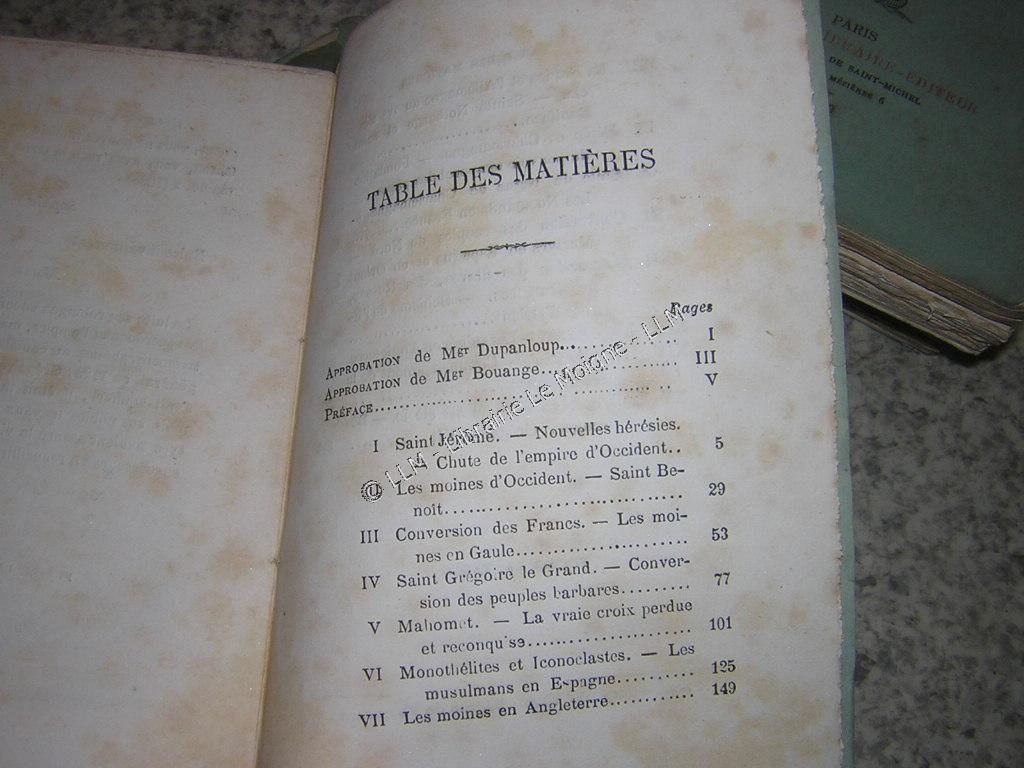 TABLE DES MATIÈRES
Pages
APPROBATION de Mgr Dupanloup... I
APPROBATION de Mgr Bouange... III
PRÉFACE... V
I Saint Jérôme. — Nouvelles hérésies.
— Chute de l'empire d'Occident.. 5
Les moines d'Occident. — Saint Be-
noît... 29
III Conversion des Francs. — Les moi-
nes en Gaule... 53
IV Saint Grégoire le Grand. — Conver-
sion des peuples barbares... 77
V Mahomet. — La vraie croix perdue
et reconquise... 101
VI Monothélites et Iconoclastes. — Les
musulmans en Espagne... 125
VII Les moines en Angleterre... 149
© LLM - Librairie Le Moigne - LLM
PARIS
IBRAIRE-ÉDITEUR
DE SAINT-MICHEL
MÉZIÈRES 6